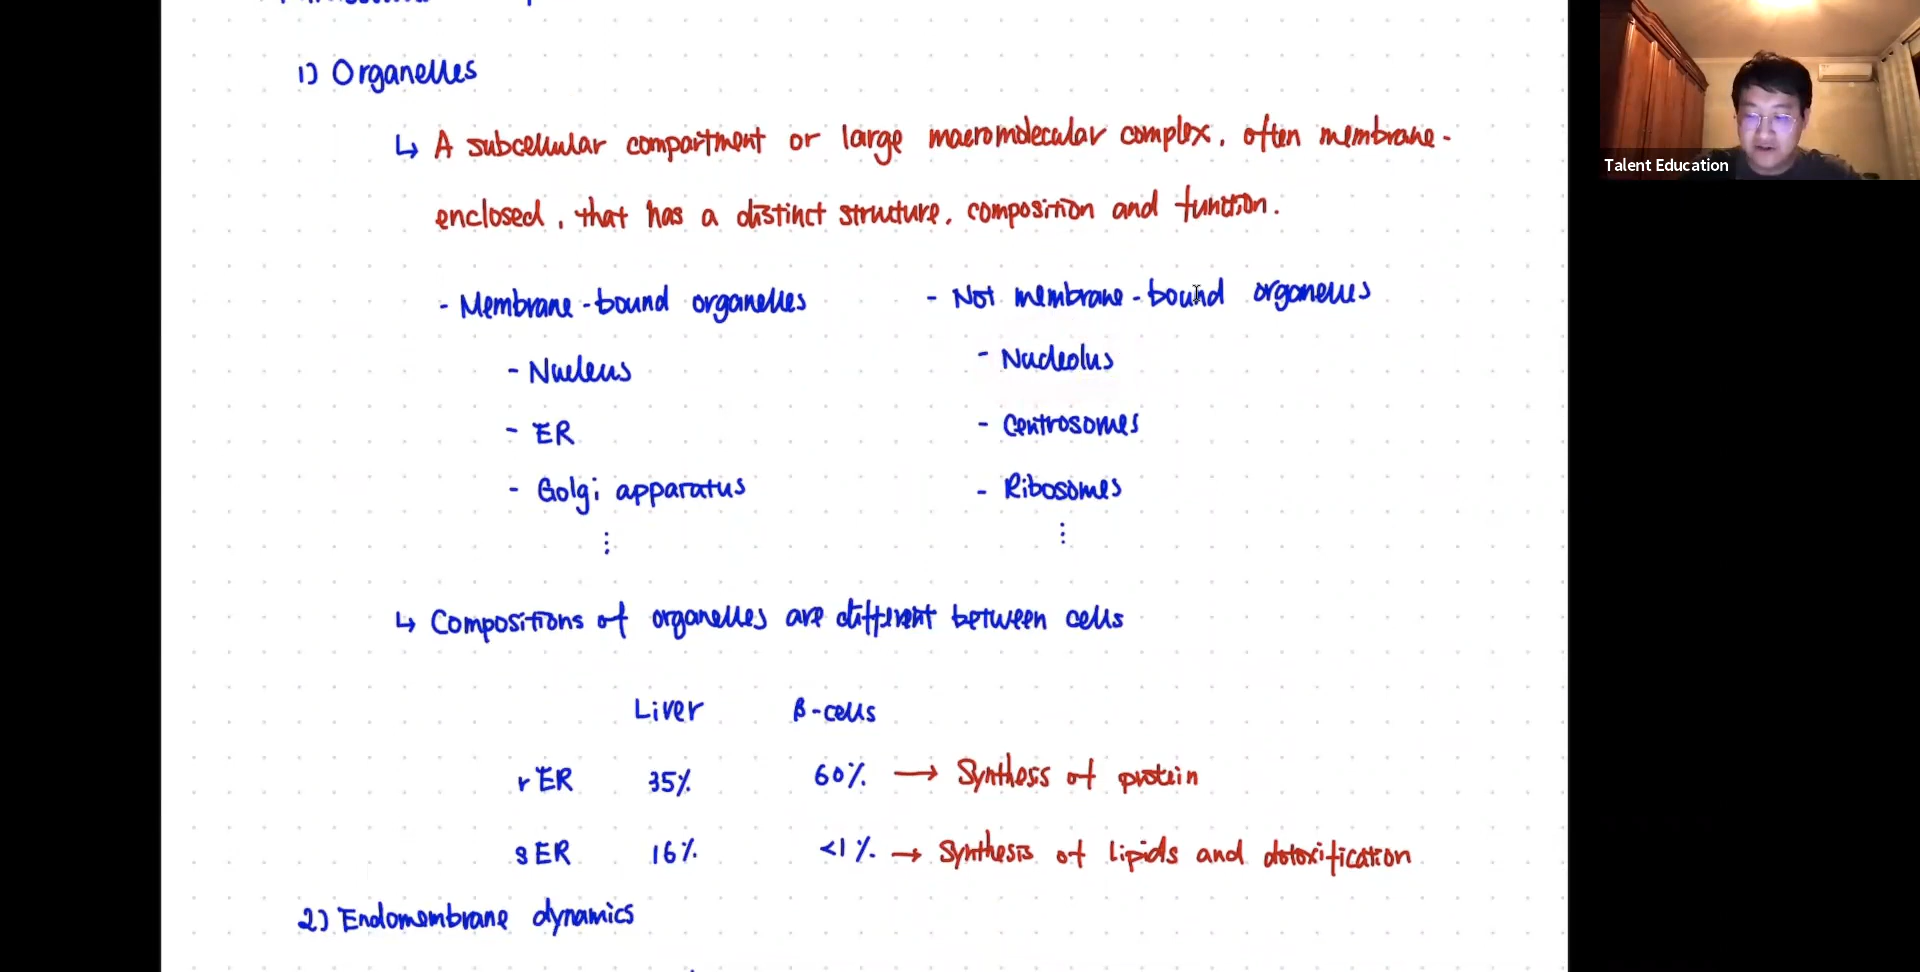 1) Organelles
↳ A subcellular compartment or large macromolecular complex, often membrane-
enclosed, that has a distinct structure, composition and function.
- Membrane-bound organelles
- Nucleus
- ER
- Golgi apparatus
⋮
- Not membrane-bound organelles
- Nucleolus
- Centrosomes
- Ribosomes
⋮
↳ Compositions of organelles are different between cells
Liver β-cells
rER 35% 60% → Synthesis of protein
sER 16% <1% → Synthesis of lipids and detoxification
2) Endomembrane dynamics
Talent Education